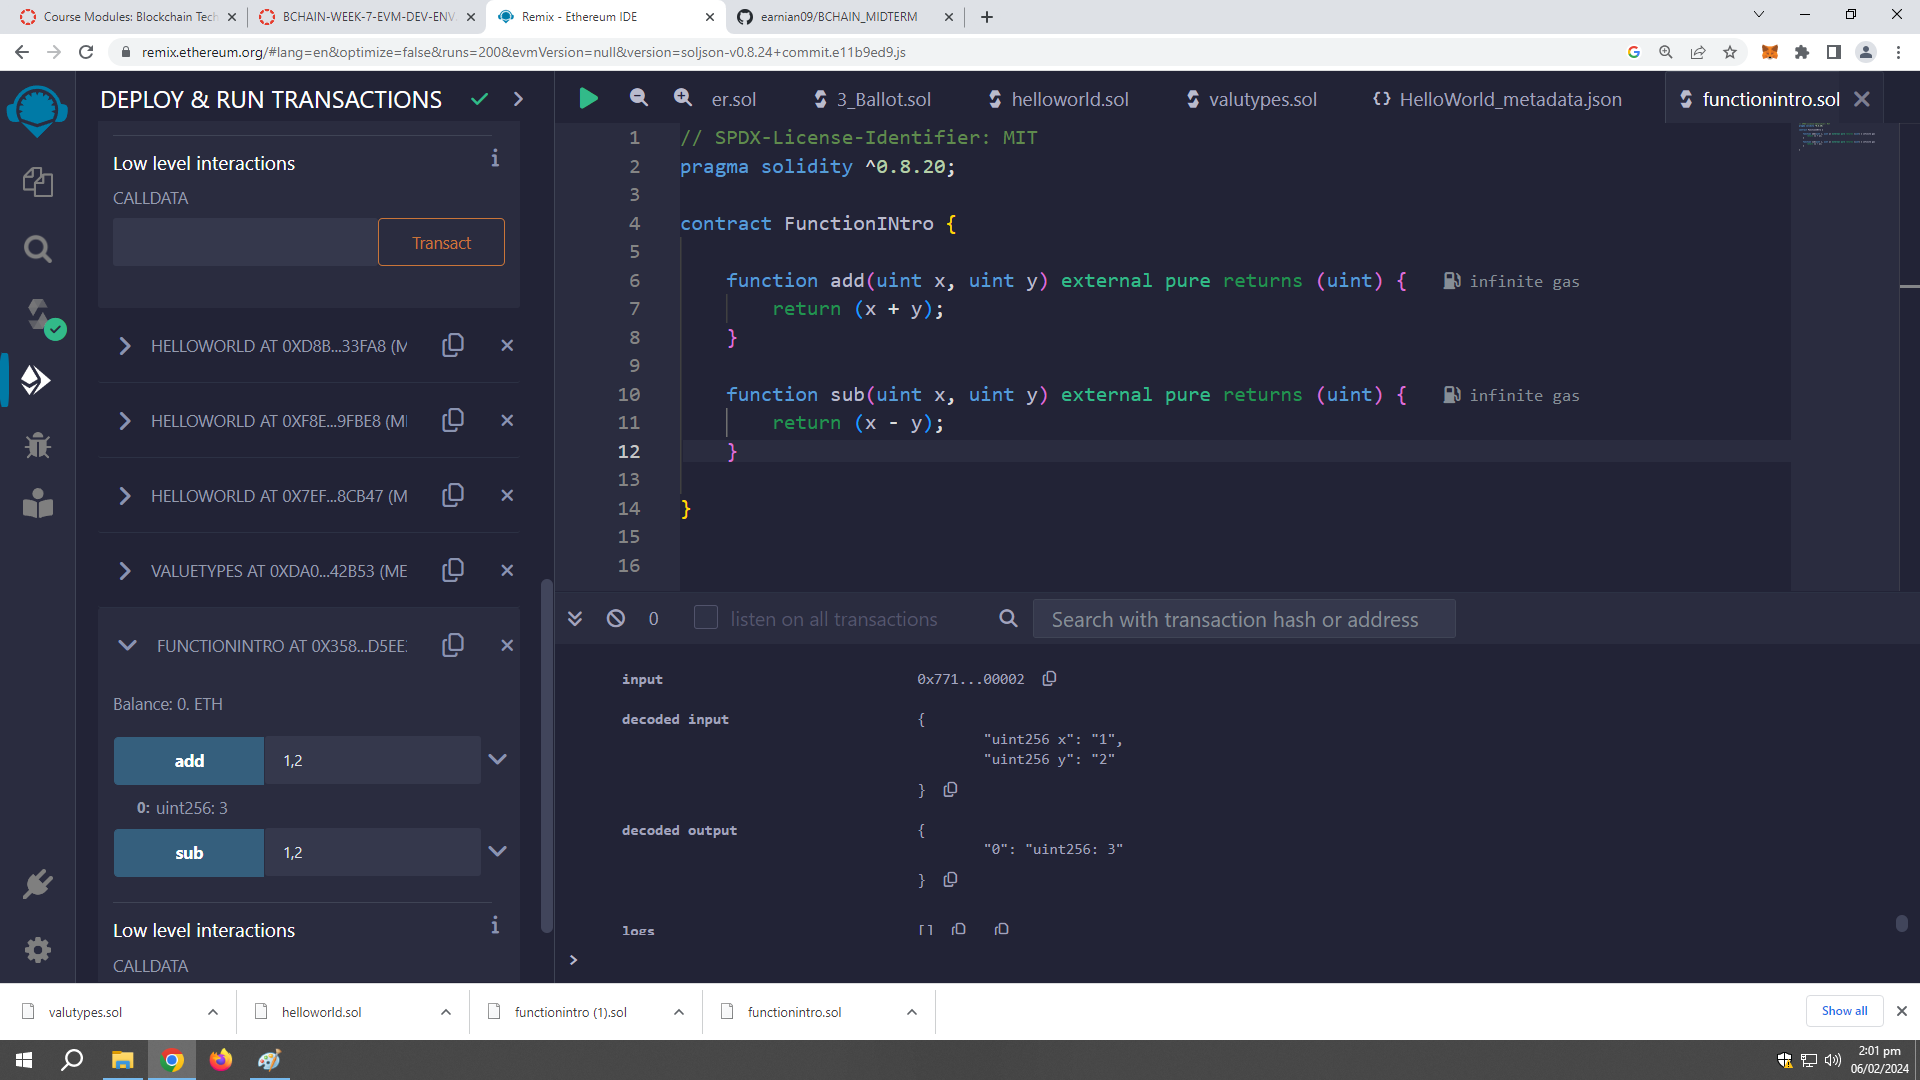 Course Modules: Blockchain Tech
BCHAIN-WEEK-7-EVM-DEV-ENV.
Remix - Ethereum IDE
earnian09/BCHAIN_MIDTERM
remix.ethereum.org/#lang=en&optimize=false&runs=200&evmVersion=null&version=soljson-v0.8.24+commit.e11b9ed9.js
DEPLOY & RUN TRANSACTIONS
Low level interactions
i
CALLDATA
Transact
HELLOWORLD AT 0XD8B...33FA8 (M
HELLOWORLD AT 0XF8E...9FBE8 (MI
HELLOWORLD AT 0X7EF...8CB47 (M
VALUETYPES AT 0XDA0...42B53 (ME
FUNCTIONINTRO AT 0X358...D5EE
Balance: 0. ETH
add 1,2
0: uint256: 3
sub 1,2
Low level interactions
i
CALLDATA
er.sol
3_Ballot.sol
helloworld.sol
valutypes.sol
{} HelloWorld_metadata.json
functionintro.sol
1 // SPDX-License-Identifier: MIT
2 pragma solidity ^0.8.20;
3
4 contract FunctionINtro {
5
6 function add(uint x, uint y) external pure returns (uint) { infinite gas
7 return (x + y);
8 }
9
10 function sub(uint x, uint y) external pure returns (uint) { infinite gas
11 return (x - y);
12 }
13
14 }
15
16
0 listen on all transactions Search with transaction hash or address
input 0x771...00002
decoded input {
"uint256 x": "1",
"uint256 y": "2"
}
decoded output {
"0": "uint256: 3"
}
logs []
>
valutypes.sol
helloworld.sol
functionintro (1).sol
functionintro.sol
Show all
2:01 pm
06/02/2024